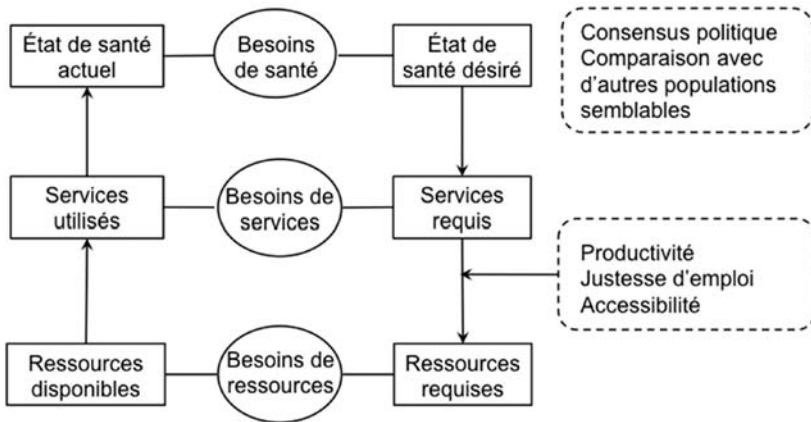 État de santé
actuel
Besoins
de santé
État de
santé désiré
Consensus politique
Comparaison avec
d'autres populations
semblables
Services
utilisés
Besoins de
services
Services
requis
Productivité
Justesse d'emploi
Accessibilité
Ressources
disponibles
Besoins de
ressources
Ressources
requises